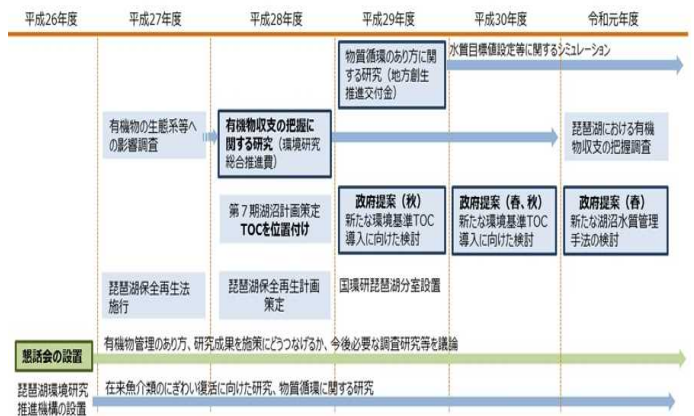 平成26年度 平成27年度 平成28年度 平成29年度 平成30年度 令和元年度
物質循環のあり方に関
する研究（地方創生
推進交付金）
水質目標値設定等に関するシミュレーション
有機物の生態系等へ
の影響調査
有機物収支の把握に
関する研究（環境研究
総合推進費）
琵琶湖における有機
物収支の把握調査
第７期湖沼計画策定
TOCを位置付け
政府提案（秋）
新たな環境基準TOC
導入に向けた検討
政府提案（春、秋）
新たな環境基準TOC
導入に向けた検討
政府提案（春）
新たな湖沼水質管理
手法の検討
琵琶湖保全再生法
施行
琵琶湖保全再生計画
策定
国環研琵琶湖分室設置
懇話会の設置
有機物管理のあり方、研究成果を施策にどうつなげるか、今後必要な調査研究等を議論
琵琶湖環境研究
推進機構の設置
在来魚介類のにぎわい復活に向けた研究、物質循環に関する研究